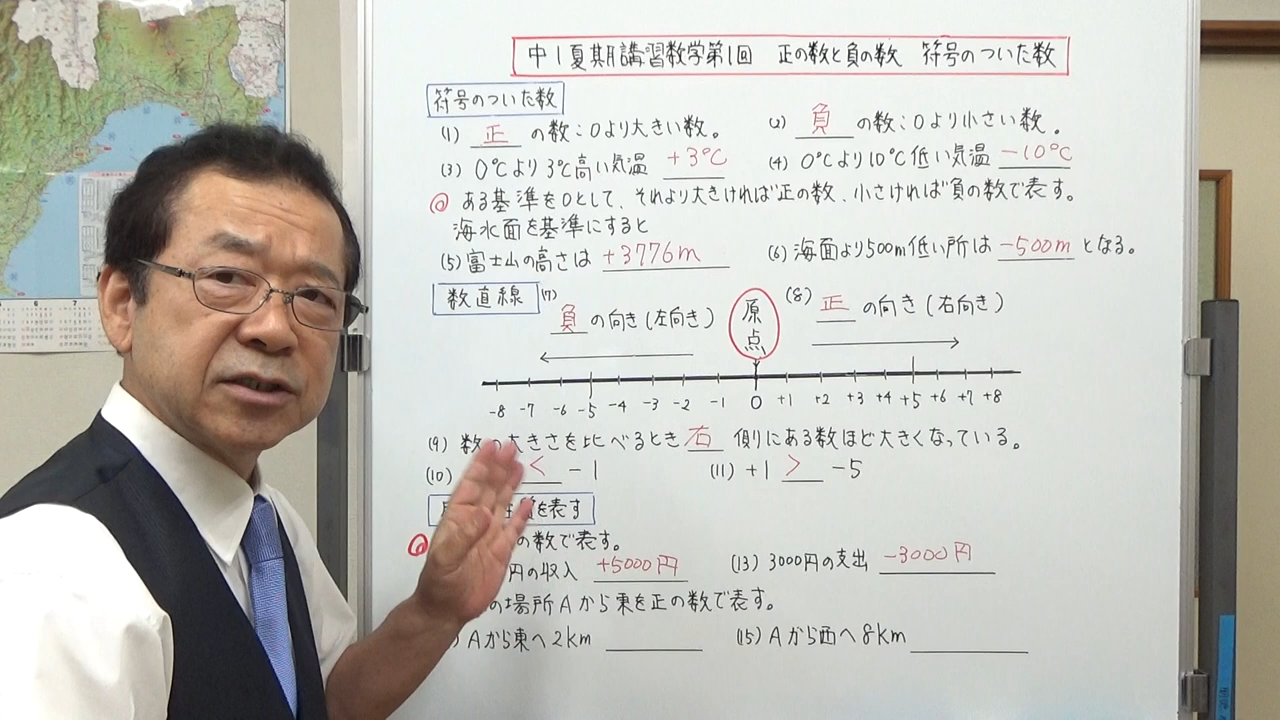 中1夏期講習数学第1回 正の数と負の数 符号のついた数
符号のついた数
(1) 正 の数:0より大きい数。 (2) 負 の数:0より小さい数。
(3) 0℃より3℃高い気温 +3℃ (4) 0℃より10℃低い気温 -10℃
◎ ある基準を0として、それより大きければ正の数、小さければ負の数で表す。
海水面を基準にすると
(5) 富士山の高さは +3776m (6) 海面より500m低い所は -500m となる。
数直線 (7) 負 の向き(左向き) 原点 (8) 正 の向き(右向き)
-8 -7 -6 -5 -4 -3 -2 -1 0 +1 +2 +3 +4 +5 +6 +7 +8
(9) 数の大きさを比べるとき 右 側にある数ほど大きくなっている。
(10) < -1 (11) +1 > -5
を表す
の数で表す。
円の収入 +5000円 (13) 3000円の支出 -3000円
の場所Aから東を正の数で表す。
) Aから東へ2km (15) Aから西へ8km
6 7